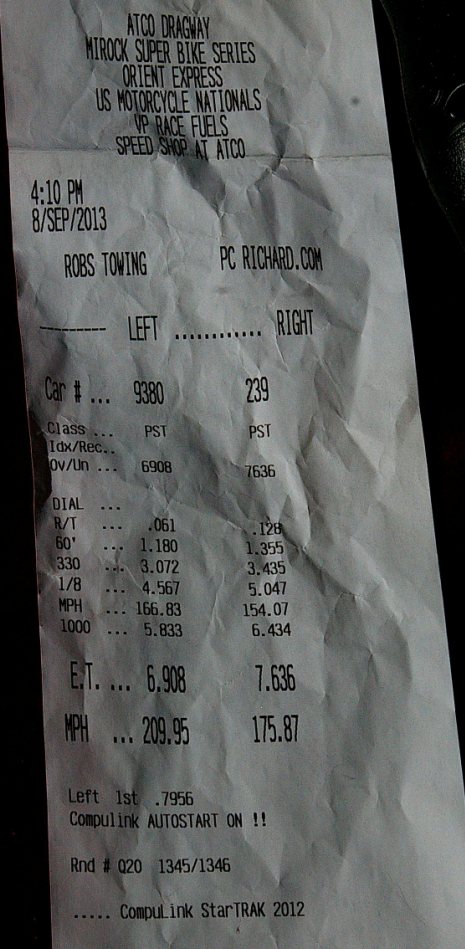 ATCO DRAGWAY
MIROCK SUPER BIKE SERIES
ORIENT EXPRESS
US MOTORCYCLE NATIONALS
VP RACE FUELS
SPEED SHOP AT ATCO
4:10 PM
8/SEP/2013
ROBS TOWING PC RICHARD.COM
--------- LEFT ............ RIGHT
Car # ... 9380 239
Class ... PST PST
Idx/Rec..
Ov/Un ... 6908 7636
DIAL ...
R/T ... .061 .128
60' ... 1.180 1.355
330 ... 3.072 3.435
1/8 ... 4.567 5.047
MPH ... 166.83 154.07
1000 ... 5.833 6.434
E.T. ... 6.908 7.636
MPH ... 209.95 175.87
Left 1st .7956
Compulink AUTOSTART ON !!
Rnd # Q20 1345/1346
..... CompuLink StarTRAK 2012